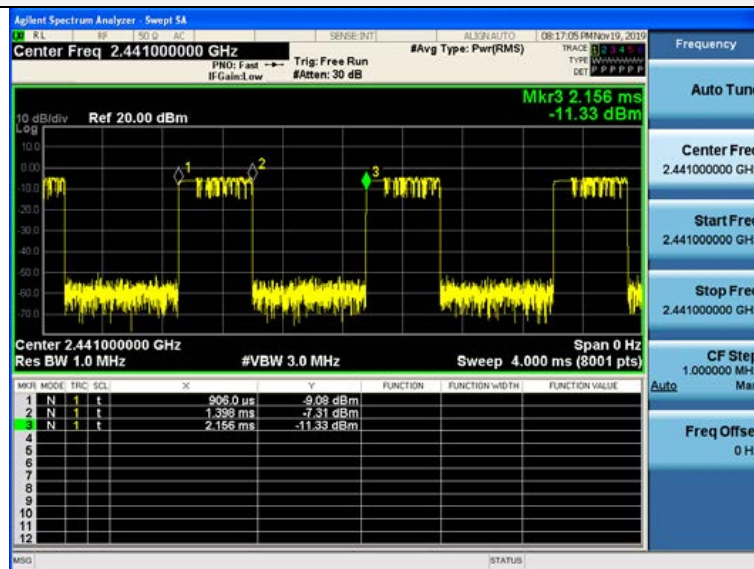 Agilent Spectrum Analyzer - Swept SA
RL RF 50 Ω AC SENSE:INT ALIGN AUTO 08:17:05 PM Nov 19, 2019
Center Freq 2.441000000 GHz #Avg Type: Pwr(RMS) TRACE 1 2 3 4 5 6
PNO: Fast Trig: Free Run TYPE WWWWWW
IFGain:Low #Atten: 30 dB DET P P P P P P
Mkr3 2.156 ms
10 dB/div Ref 20.00 dBm -11.33 dBm
Log
10.0
0.00
-10.0
-20.0
-30.0
-40.0
-50.0
-60.0
-70.0
1
2
3
Center 2.441000000 GHz Span 0 Hz
Res BW 1.0 MHz #VBW 3.0 MHz Sweep 4.000 ms (8001 pts)
MKR MODE TRC SCL X Y FUNCTION FUNCTION WIDTH FUNCTION VALUE
1 N 1 t 906.0 us -9.08 dBm
2 N 1 t 1.398 ms -7.31 dBm
3 N 1 t 2.156 ms -11.33 dBm
4
5
6
7
8
9
10
11
12
MSG STATUS
Frequency
Auto Tune
Center Freq
2.441000000 GHz
Start Freq
2.441000000 GHz
Stop Freq
2.441000000 GHz
CF Step
1.000000 MHz
Auto Man
Freq Offset
0 Hz